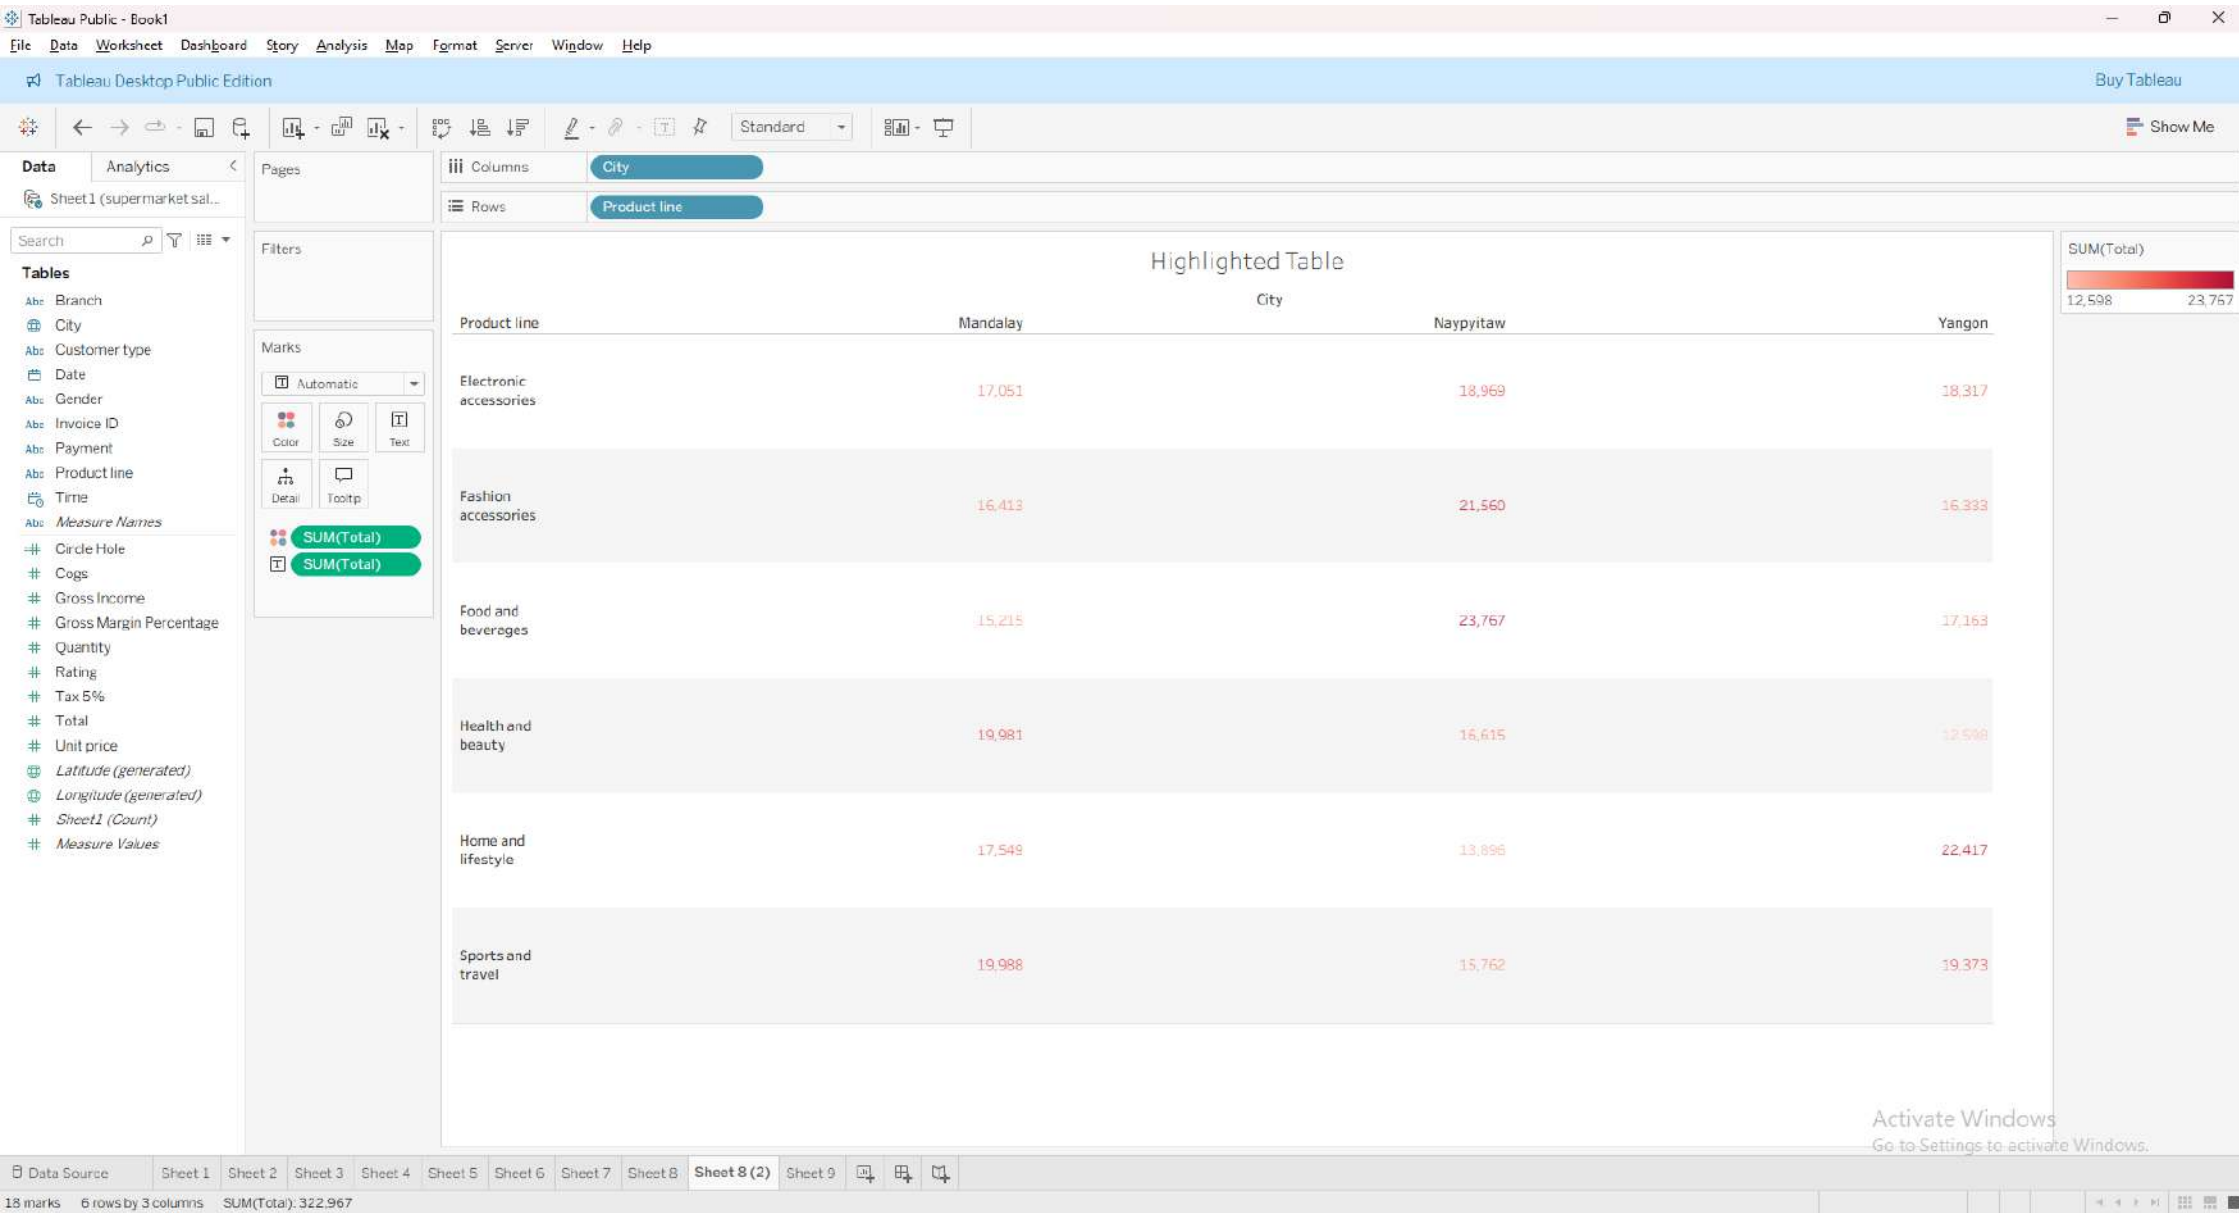 Tableau Public - Book1
File Data Worksheet Dashboard Story Analysis Map Format Server Window Help
Tableau Desktop Public Edition Buy Tableau
Standard Show Me
Data Analytics Pages Columns City
Sheet1 (supermarket sal... Rows Product line
Search
Tables
Abc Branch
City
Abc Customer type
Date
Abc Gender
Abc Invoice ID
Abc Payment
Abc Product line
Time
Abc Measure Names
Circle Hole
# Cogs
# Gross Income
# Gross Margin Percentage
# Quantity
# Rating
# Tax 5%
# Total
# Unit price
Latitude (generated)
Longitude (generated)
# Sheet1 (Count)
# Measure Values
Filters
Marks
Automatic
Color Size Text
Detail Tooltip
SUM(Total)
SUM(Total)
Highlighted Table
City
Product line Mandalay Naypyitaw Yangon
Electronic
accessories 17,051 18,969 18,317
Fashion
accessories 16,413 21,560 16,333
Food and
beverages 15,215 23,767 17,163
Health and
beauty 19,981 16,615 12,598
Home and
lifestyle 17,549 13,896 22,417
Sports and
travel 19,988 15,762 19,373
SUM(Total)
12,598 23,767
Activate Windows
Go to Settings to activate Windows.
Data Source Sheet 1 Sheet 2 Sheet 3 Sheet 4 Sheet 5 Sheet 6 Sheet 7 Sheet 8 Sheet 8 (2) Sheet 9
18 marks 6 rows by 3 columns SUM(Total): 322,967